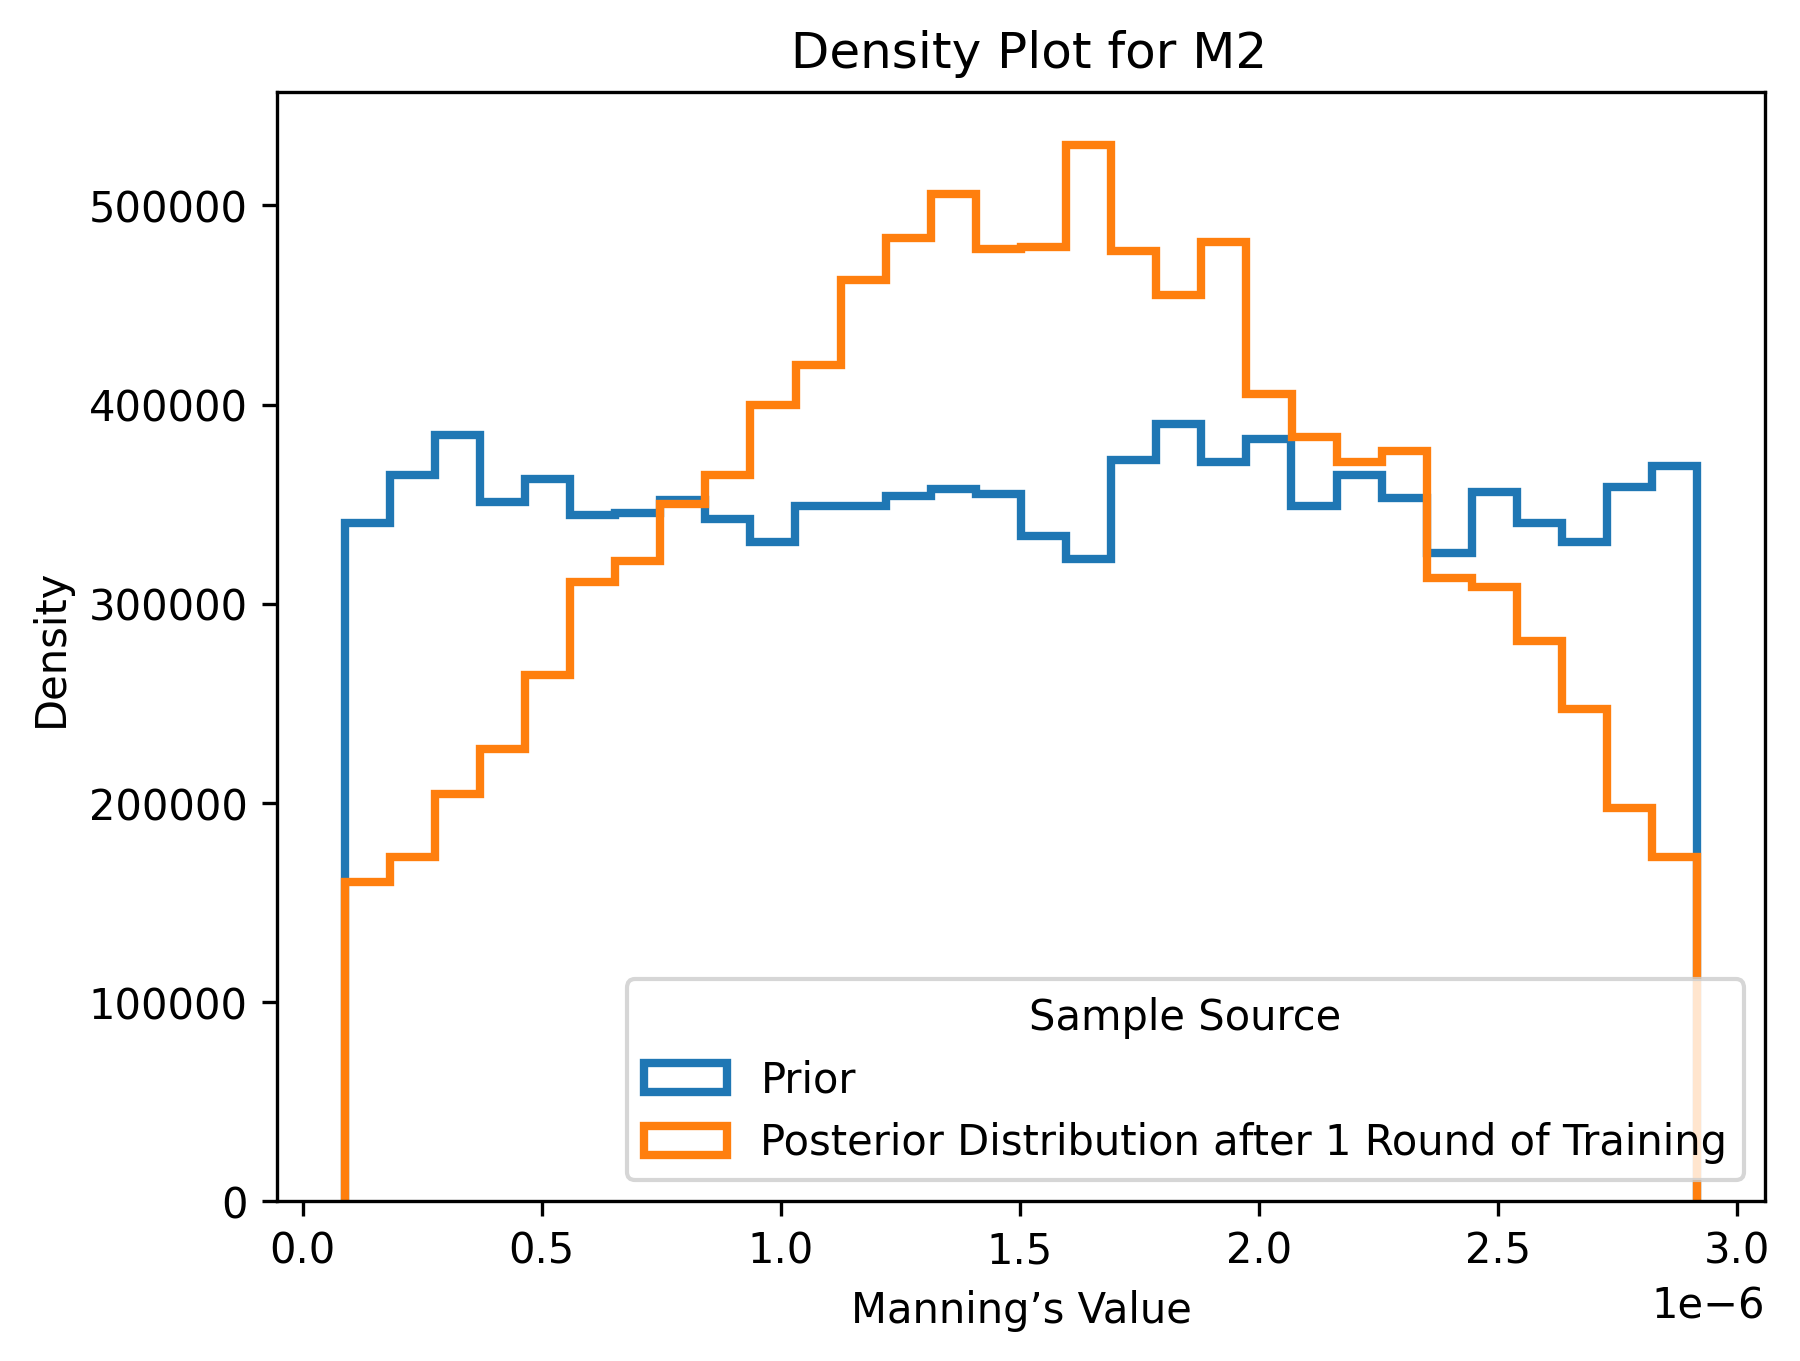 Density Plot for M2
Density
500000
400000
300000
200000
100000
0
Sample Source
Prior
Posterior Distribution after 1 Round of Training
0.0 0.5 1.0 1.5 2.0 2.5 3.0
1e−6
Manning’s Value